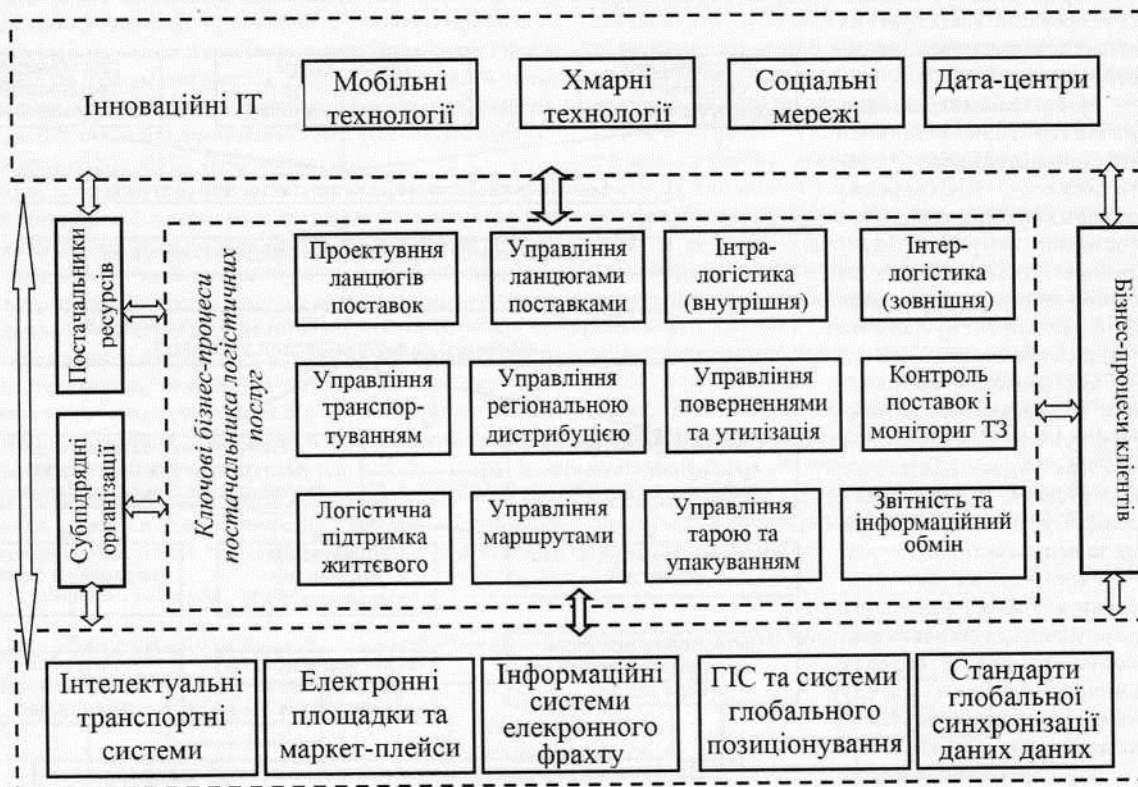 Інноваційні ІТ
Мобільні
технології
Хмарні
технології
Соціальні
мережі
Дата-центри
Постачальники
ресурсів
Субпідрядні
організації
Ключові бізнес-процеси
постачальника логістичних
послуг
Проектувння
ланцюгів
поставок
Управління
ланцюгами
поставками
Інтра-
логістика
(внутрішня)
Інтер-
логістика
(зовнішня)
Управління
транспор-
туванням
Управління
регіональною
дистрибуцією
Управління
поверненнями
та утилізація
Контроль
поставок і
моніториг ТЗ
Логістична
підтримка
життєвого
Управління
маршрутами
Управління
тарою та
упакуванням
Звітність та
інформаційний
обмін
Бізнес-процеси клієнтів
Інтелектуальні
транспортні
системи
Електронні
площадки та
маркет-плейси
Інформаційні
системи
елекронного
фрахту
ГІС та системи
глобального
позиціонування
Стандарти
глобальної
синхронізації
даних даних